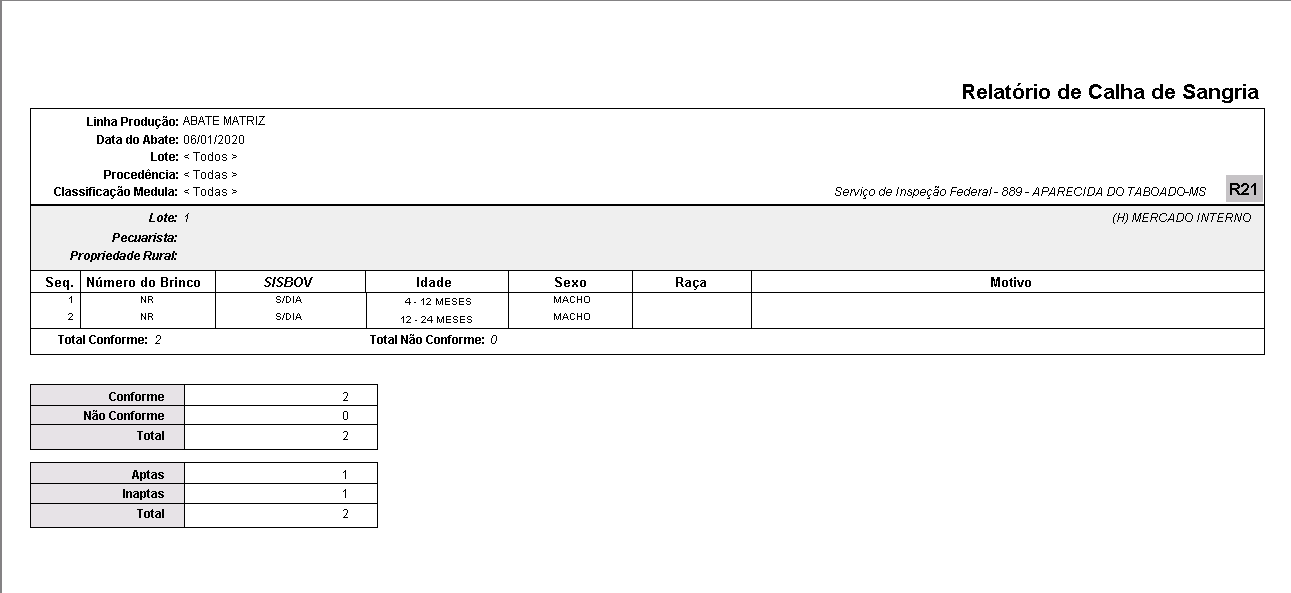 Relatório de Calha de Sangria
Linha Produção: ABATE MATRIZ
Data do Abate: 06/01/2020
Lote: < Todos >
Procedência: < Todas >
Classificação Medula: < Todas >
Serviço de Inspeção Federal - 889 - APARECIDA DO TABOADO-MS R21
Lote: 1 (H) MERCADO INTERNO
Pecuarista:
Propriedade Rural:
Seq. Número do Brinco SISBOV Idade Sexo Raça Motivo
1 NR S/DIA 4 - 12 MESES MACHO
2 NR S/DIA 12 - 24 MESES MACHO
Total Conforme: 2 Total Não Conforme: 0
Conforme 2
Não Conforme 0
Total 2
Aptas 1
Inaptas 1
Total 2